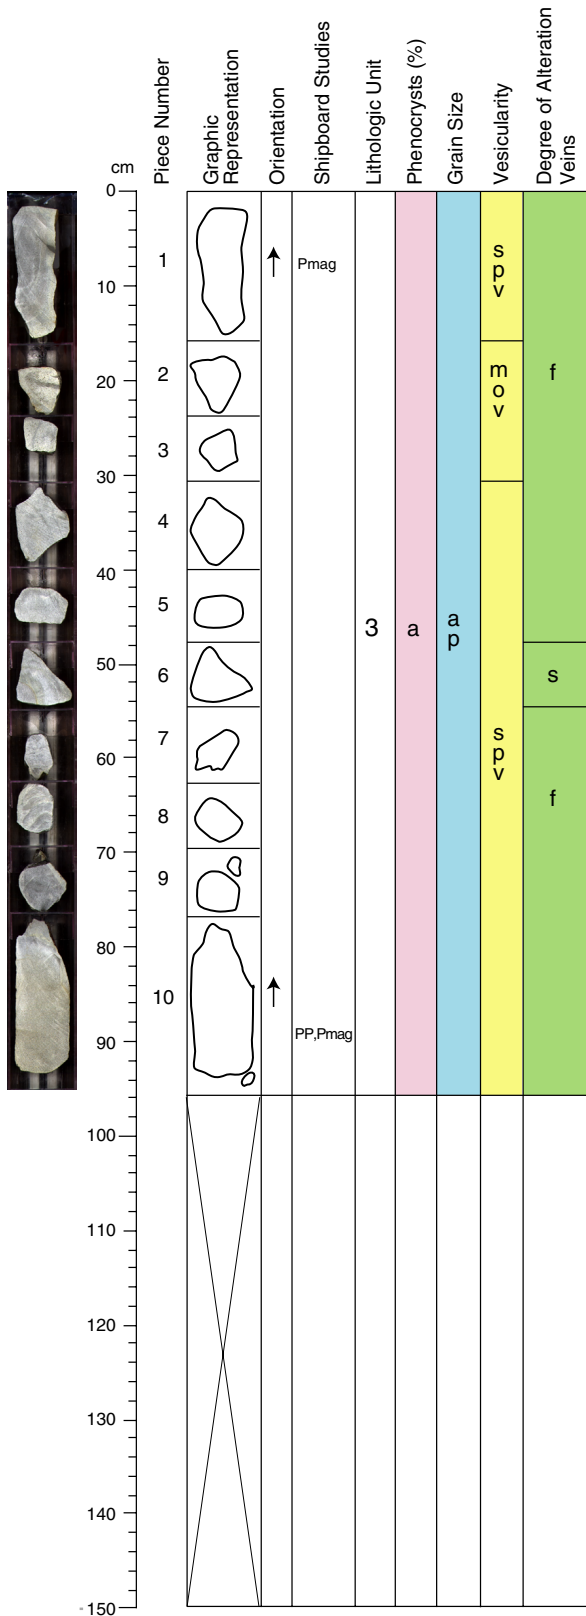 cm
Piece Number
Graphic
Representation
Orientation
Shipboard Studies
Lithologic Unit
Phenocrysts (%)
Grain Size
Vesicularity
Degree of Alteration
Veins
0
10
20
30
40
50
60
70
80
90
100
110
120
130
140
150
1
2
3
4
5
6
7
8
9
10
Pmag
PP,Pmag
3
a
a
p
s
p
v
m
o
v
s
p
v
f
s
f